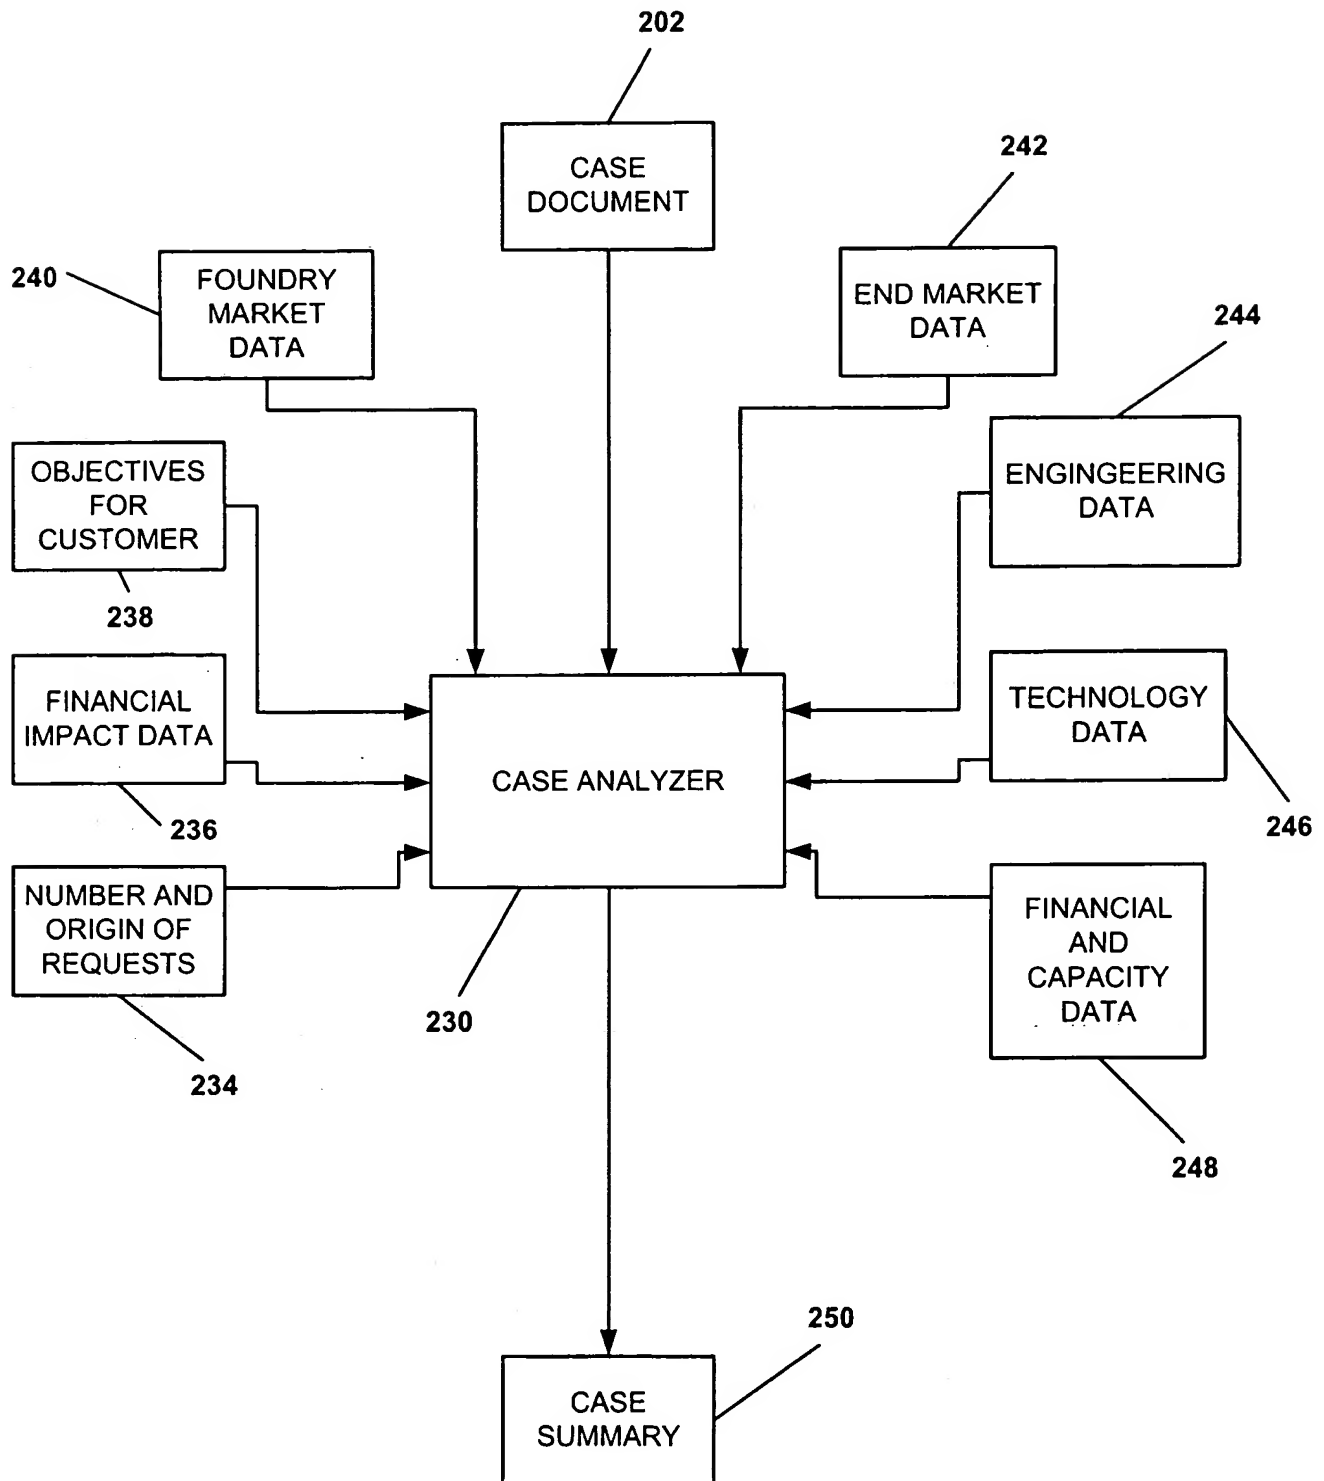 202
CASE
DOCUMENT
242
240
FOUNDRY
MARKET
DATA
END MARKET
DATA
244
OBJECTIVES
FOR
CUSTOMER
ENGINGEERING
DATA
238
FINANCIAL
IMPACT DATA
CASE ANALYZER
TECHNOLOGY
DATA
236
246
NUMBER AND
ORIGIN OF
REQUESTS
FINANCIAL
AND
CAPACITY
DATA
230
234
248
250
CASE
SUMMARY